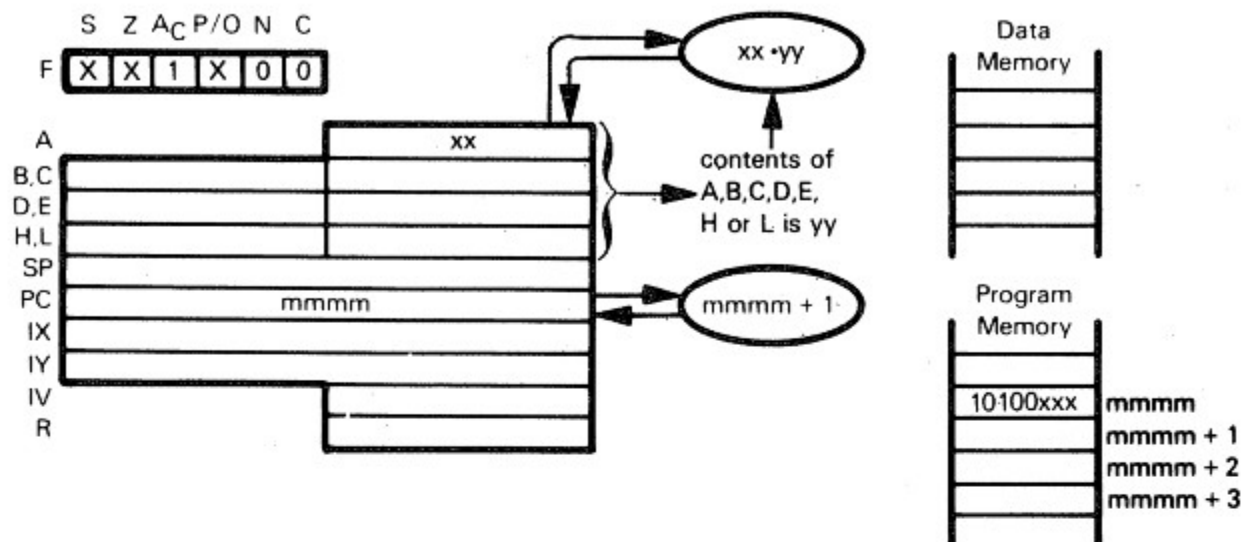 S Z AC P/O N C
F X X 1 X 0 0
xx •yy
A xx
B,C
D,E
H,L
SP
PC mmmm
IX
IY
IV
R
contents of
A,B,C,D,E,
H or L is yy
mmmm + 1
Data
Memory
Program
Memory
10100xxx mmmm
mmmm + 1
mmmm + 2
mmmm + 3